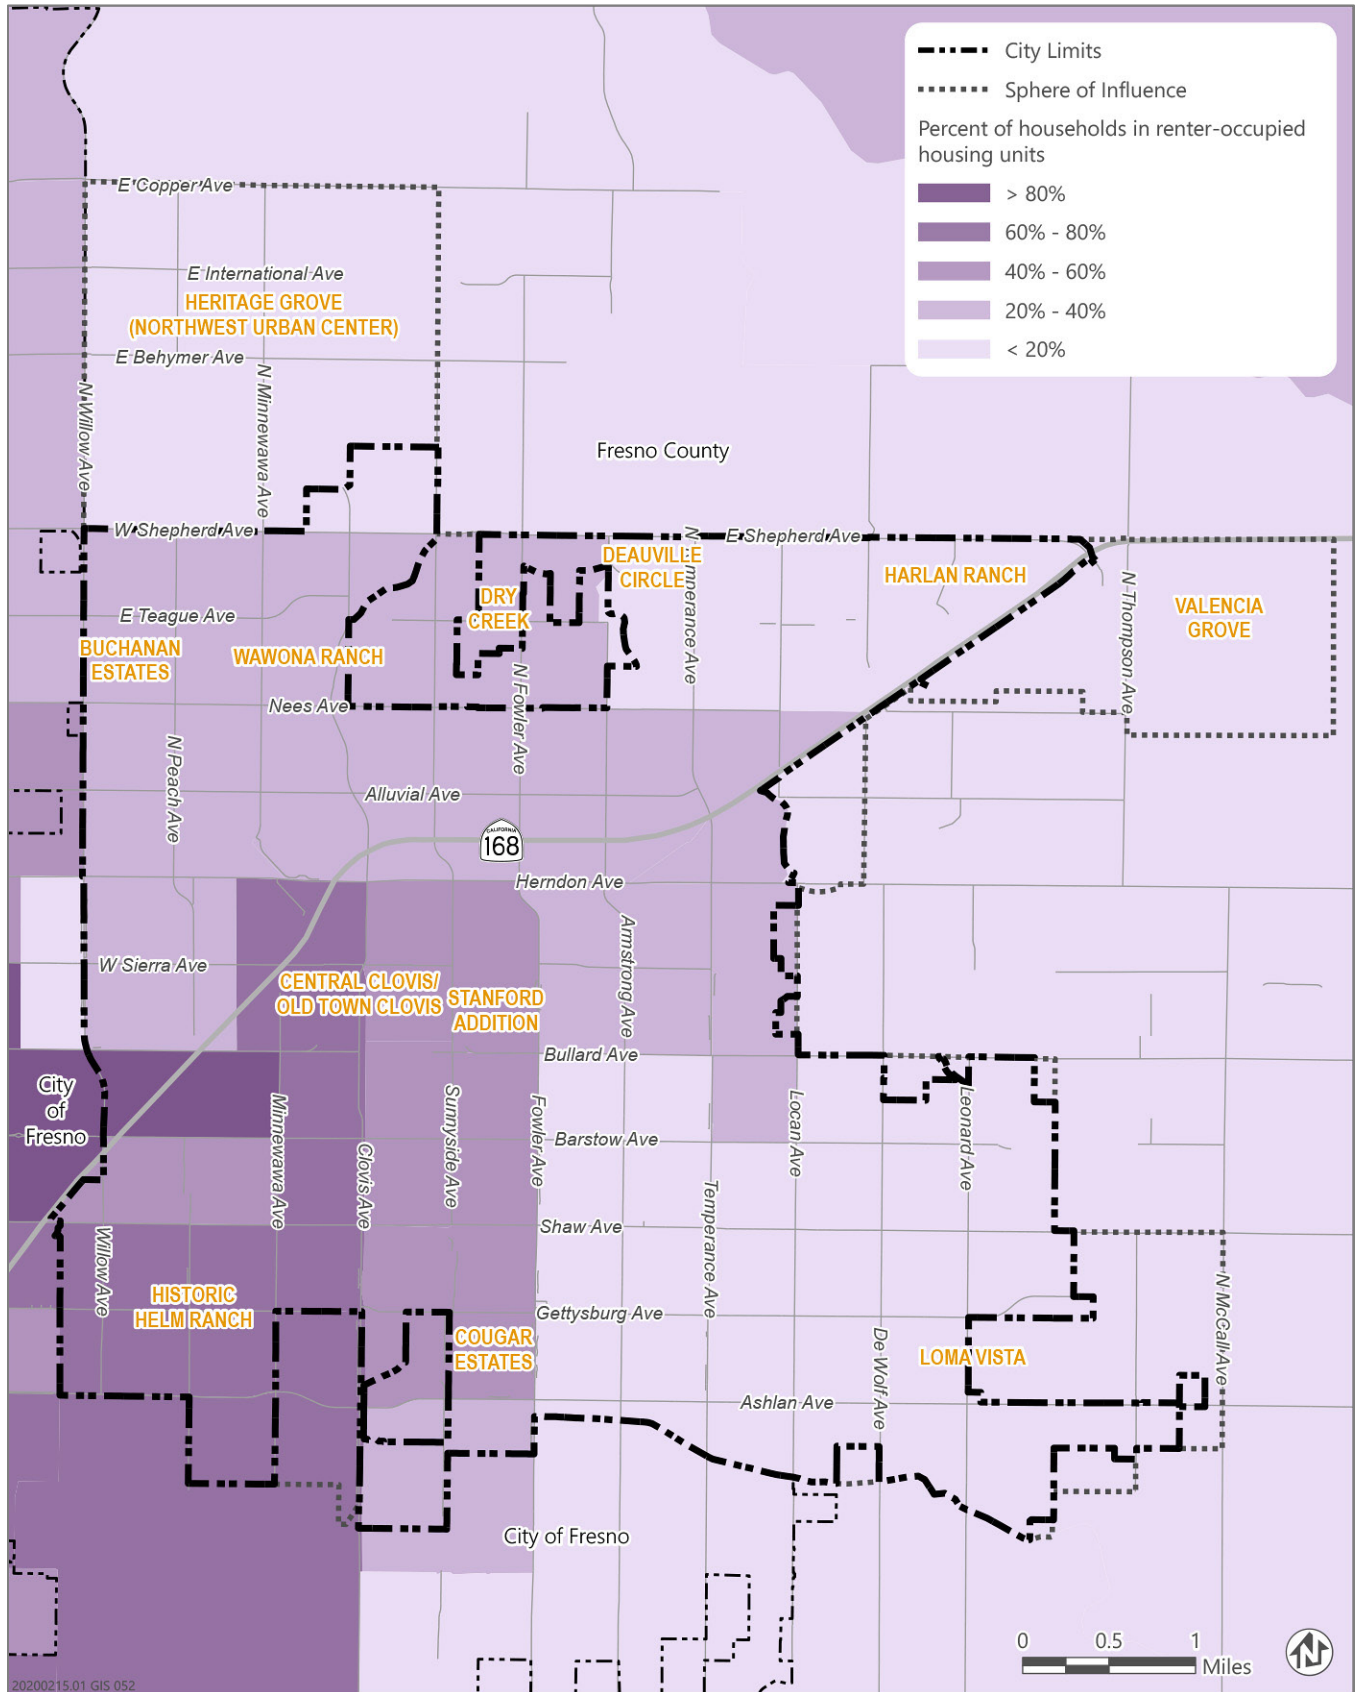 City Limits
Sphere of Influence
Percent of households in renter-occupied
housing units
> 80%
60% - 80%
40% - 60%
20% - 40%
< 20%
E Copper Ave
E International Ave
HERITAGE GROVE
(NORTHWEST URBAN CENTER)
E Behymer Ave
N Willow Ave
N Minnewawa Ave
Fresno County
W Shepherd Ave
E Shepherd Ave
DEAUVILLE
CIRCLE
N Temperance Ave
HARLAN RANCH
DRY
CREEK
N Thompson Ave
VALENCIA
GROVE
E Teague Ave
BUCHANAN
ESTATES
WAWONA RANCH
N Fowler Ave
Nees Ave
N Peach Ave
Alluvial Ave
CALIFORNIA
168
Herndon Ave
Armstrong Ave
W Sierra Ave
CENTRAL CLOVIS/
OLD TOWN CLOVIS
STANFORD
ADDITION
Bullard Ave
City
of
Fresno
Minnewawa Ave
Clovis Ave
Sunnyside Ave
Fowler Ave
Barstow Ave
Locan Ave
Leonard Ave
Temperance Ave
Shaw Ave
Willow Ave
HISTORIC
HELM RANCH
Gettysburg Ave
COUGAR
ESTATES
De Wolf Ave
LOMA VISTA
N McCall Ave
Ashlan Ave
City of Fresno
0 0.5 1
Miles
N
20200215.01 GIS 052